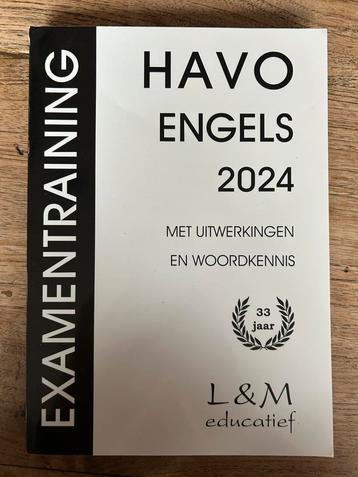 EXAMENTRAINING
HAVO
ENGELS
2024
MET UITWERKINGEN
EN WOORDKENNIS
33
jaar
L&M
educatief